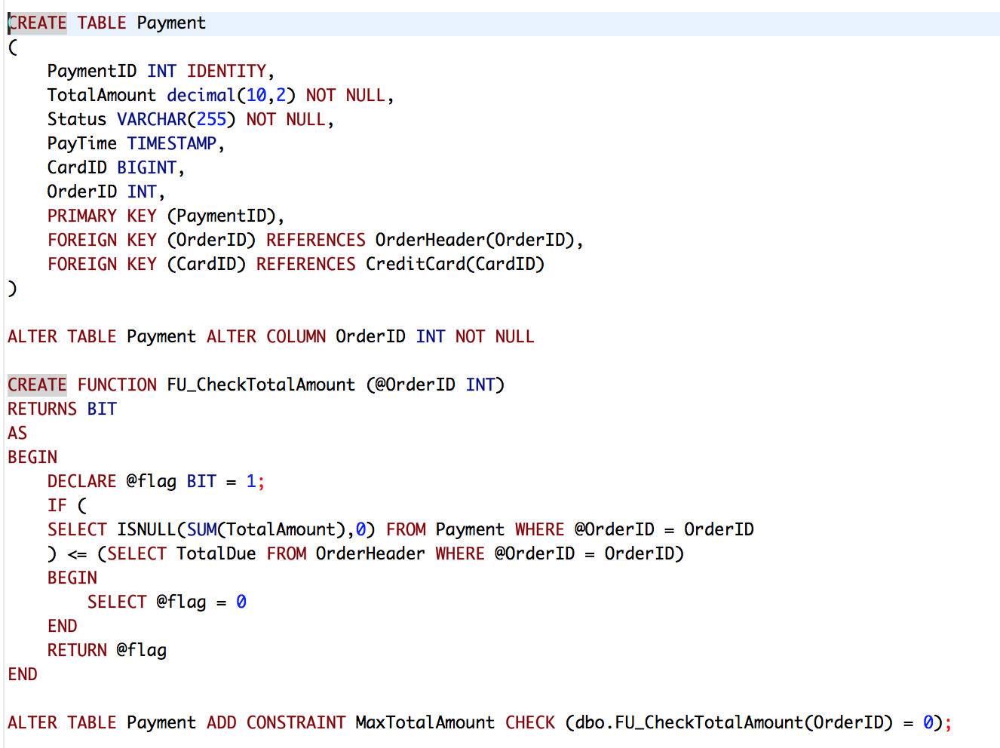 CREATE TABLE Payment
(
    PaymentID INT IDENTITY,
    TotalAmount decimal(10,2) NOT NULL,
    Status VARCHAR(255) NOT NULL,
    PayTime TIMESTAMP,
    CardID BIGINT,
    OrderID INT,
    PRIMARY KEY (PaymentID),
    FOREIGN KEY (OrderID) REFERENCES OrderHeader(OrderID),
    FOREIGN KEY (CardID) REFERENCES CreditCard(CardID)
)

ALTER TABLE Payment ALTER COLUMN OrderID INT NOT NULL

CREATE FUNCTION FU_CheckTotalAmount (@OrderID INT)
RETURNS BIT
AS
BEGIN
    DECLARE @flag BIT = 1;
    IF (
    SELECT ISNULL(SUM(TotalAmount),0) FROM Payment WHERE @OrderID = OrderID
    ) <= (SELECT TotalDue FROM OrderHeader WHERE @OrderID = OrderID)
    BEGIN
        SELECT @flag = 0
    END
    RETURN @flag
END

ALTER TABLE Payment ADD CONSTRAINT MaxTotalAmount CHECK (dbo.FU_CheckTotalAmount(OrderID) = 0);